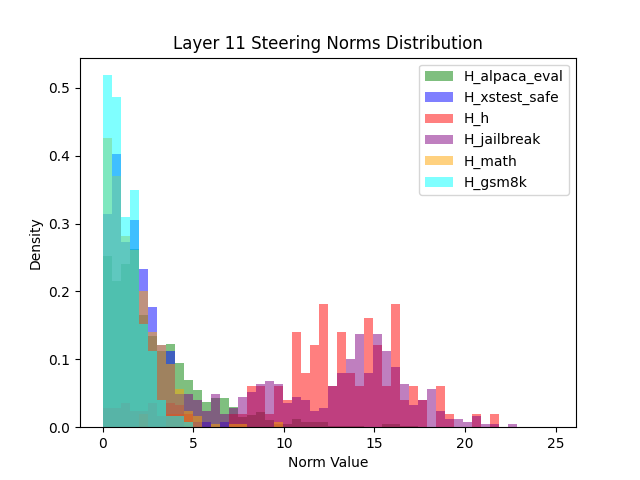 Layer 11 Steering Norms Distribution
H_alpaca_eval
H_xstest_safe
H_h
H_jailbreak
H_math
H_gsm8k
Density
0.5
0.4
0.3
0.2
0.1
0.0
0 5 10 15 20 25
Norm Value